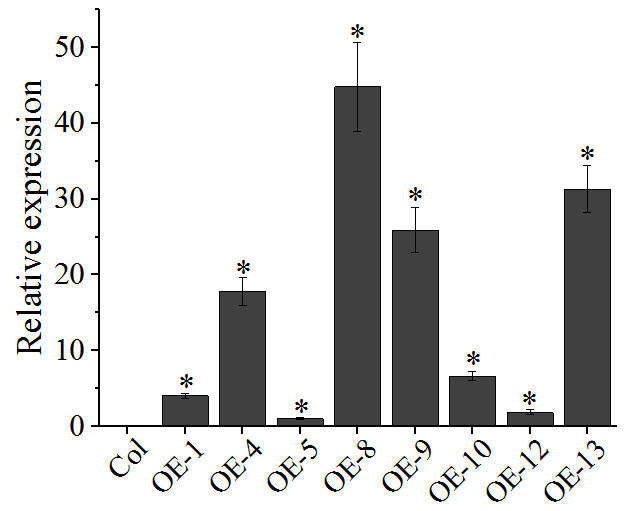 Relative expression
50
40
30
20
10
0
*
*
*
*
*
*
*
*
Col
OE-1
OE-4
OE-5
OE-8
OE-9
OE-10
OE-12
OE-13